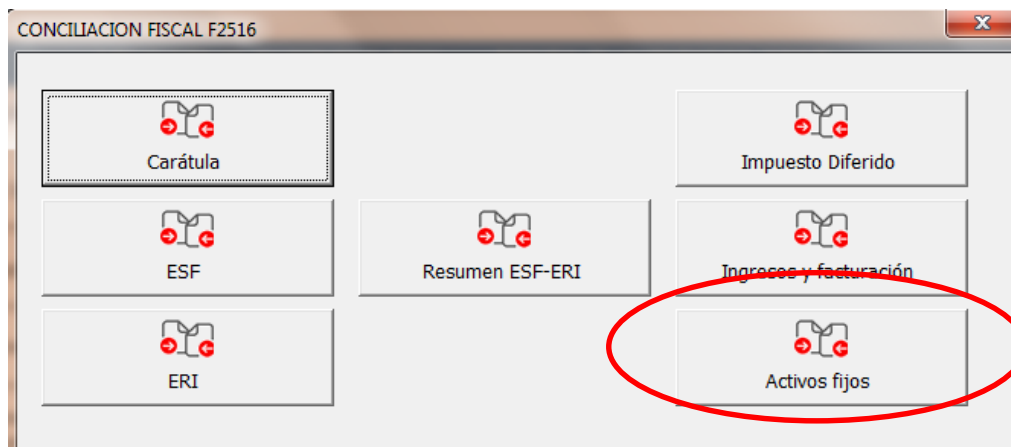 CONCILIACION FISCAL F2516
Carátula
Impuesto Diferido
ESF
Resumen ESF-ERI
Ingresos y facturación
ERI
Activos fijos